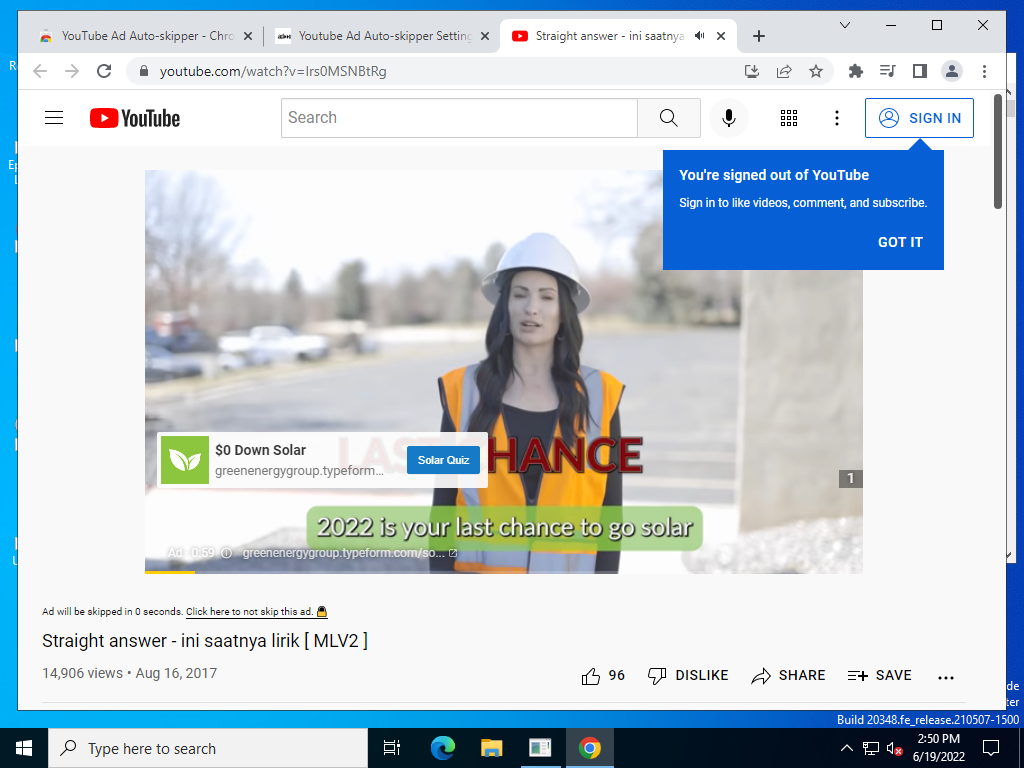 YouTube Ad Auto-skipper - Chro
Youtube Ad Auto-skipper Setting
Straight answer - ini saatnya
youtube.com/watch?v=Irs0MSNBtRg
YouTube
Search
SIGN IN
You're signed out of YouTube
Sign in to like videos, comment, and subscribe.
GOT IT
LAST CHANCE
$0 Down Solar
greenenergygroup.typeform...
Solar Quiz
1
2022 is your last chance to go solar
Ad · 0:59 greenenergygroup.typeform.com/so...
Ad will be skipped in 0 seconds. Click here to not skip this ad.
Straight answer - ini saatnya lirik [ MLV2 ]
14,906 views • Aug 16, 2017
96
DISLIKE
SHARE
SAVE
Build 20348.fe_release.210507-1500
Type here to search
2:50 PM
6/19/2022